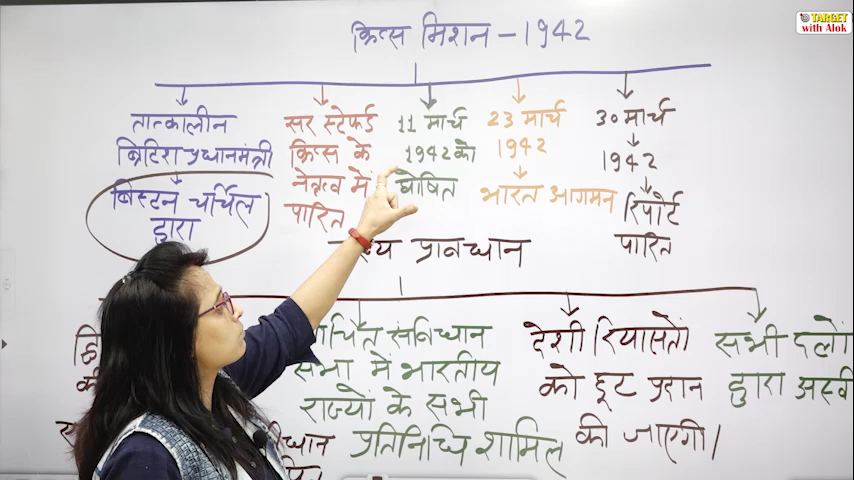 TARGET
with Alok
क्रिप्स मिशन - 1942
तात्कालीन
ब्रिटिश प्रधानमंत्री
बिंस्टन चर्चिल
द्वारा
सर स्टेफर्ड
क्रिप्स के
नेतृत्व में
पारित
11 मार्च
1942 को
घोषित
23 मार्च
1942
भारत आगमन
30 मार्च
1942
रिपोर्ट
पारित
प्रावधान
संविधान
सभा में भारतीय
राज्यों के सभी
प्रतिनिधि शामिल
देशी रियासतों
को छूट प्रदान
की जाएगी।
सभी दलों
द्वारा